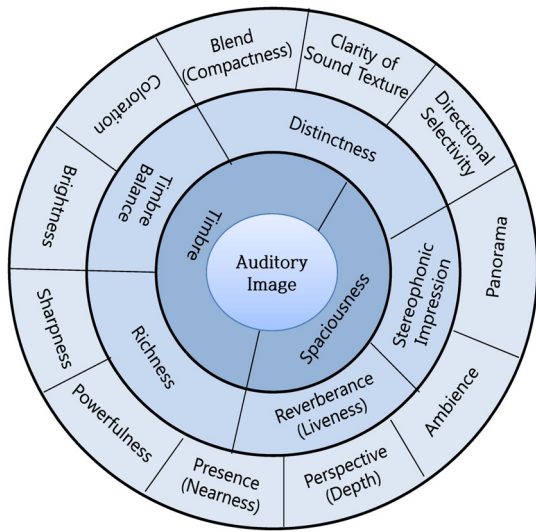 Auditory
Image
Timbre
Spaciousness
Timbre
Balance
Distinctness
Stereophonic
Impression
Reverberance
(Liveness)
Richness
Blend
(Compactness)
Clarity of
Sound Texture
Directional
Selectivity
Panorama
Ambience
Perspective
(Depth)
Presence
(Nearness)
Powerfulness
Sharpness
Brightness
Coloration